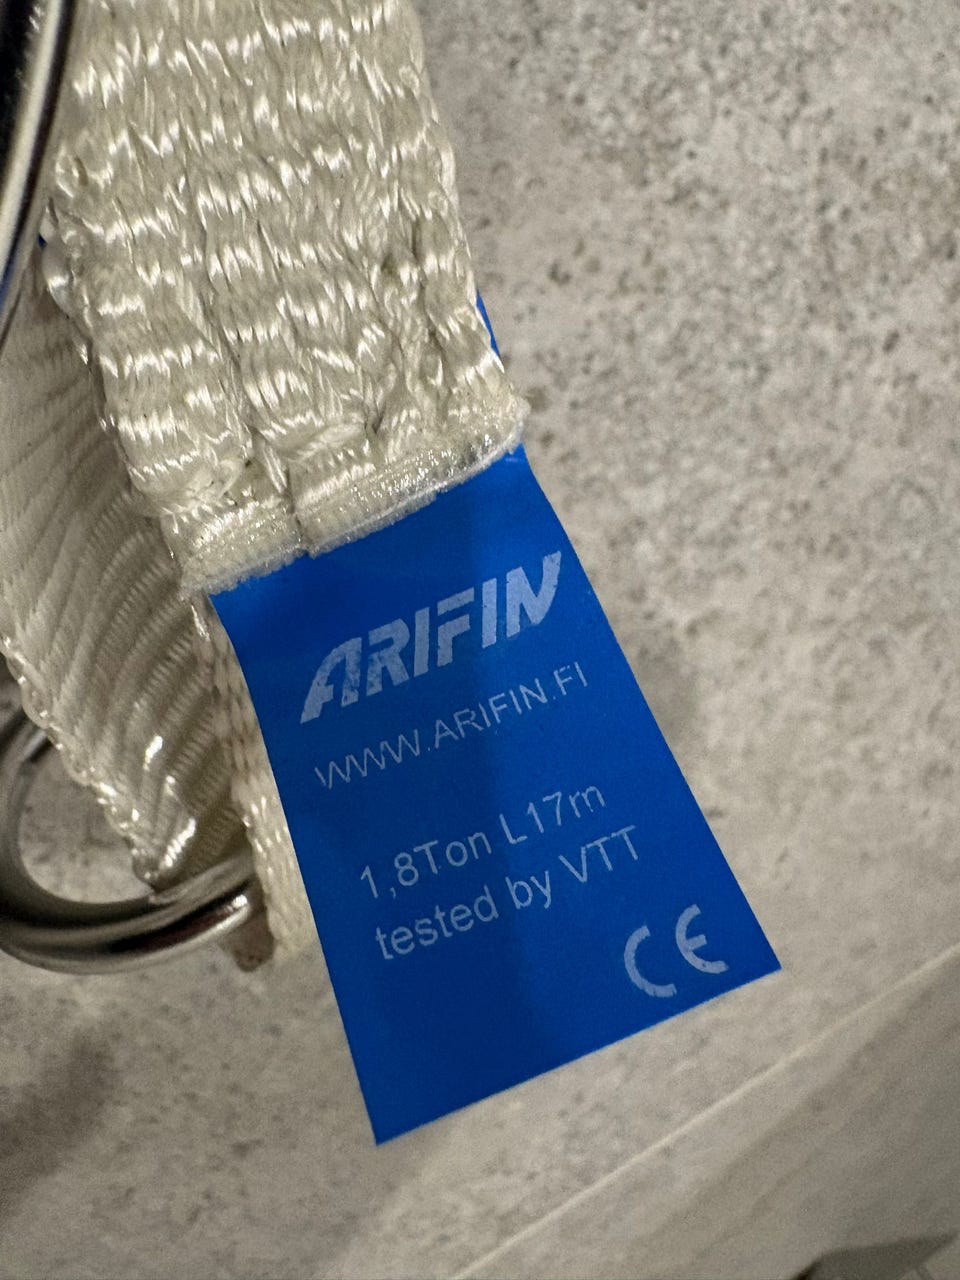 ARIFIN
WWW.ARIFIN.FI
1,8Ton L17m
tested by VTT
CE